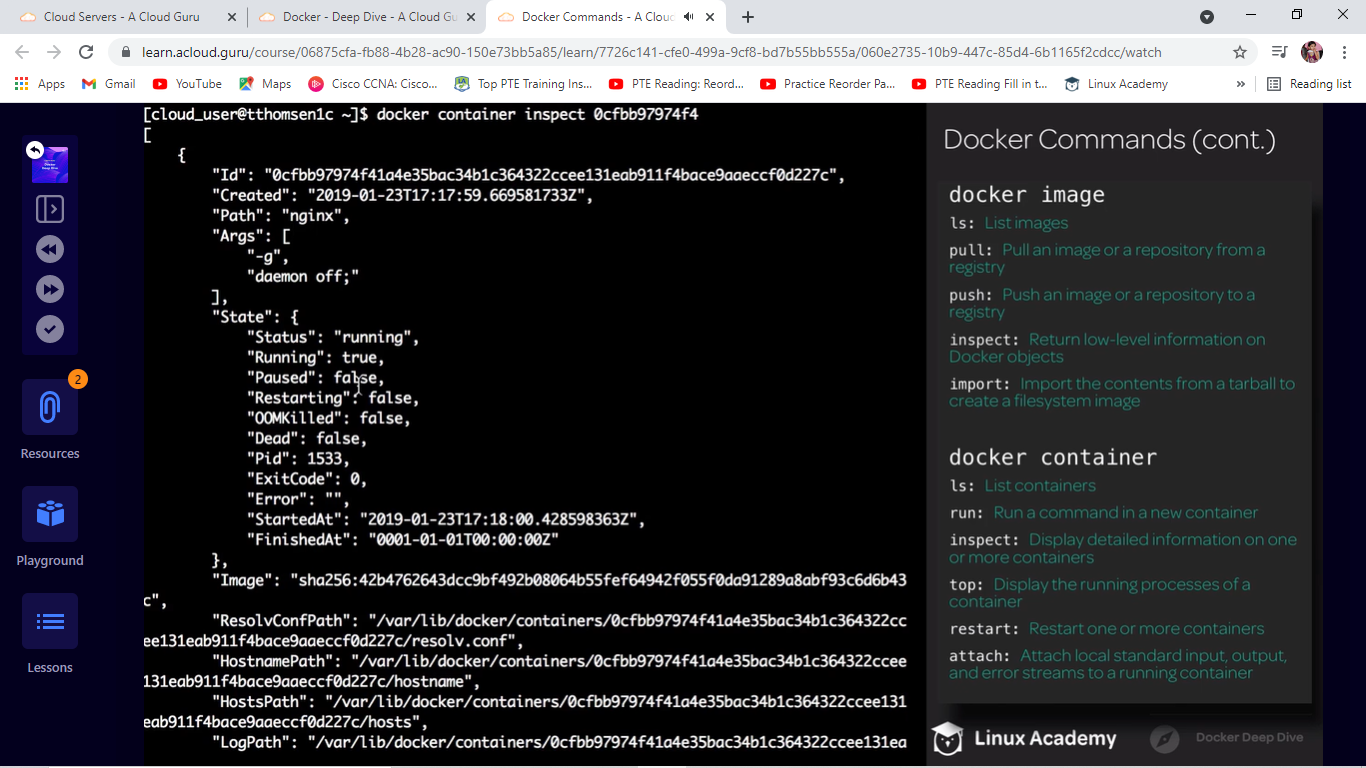 Cloud Servers - A Cloud Guru
Docker - Deep Dive - A Cloud Gu
Docker Commands - A Cloud
learn.acloud.guru/course/06875cfa-fb88-4b28-ac90-150e73bb5a85/learn/7726c141-cfe0-499a-9cf8-bd7b55bb555a/060e2735-10b9-447c-85d4-6b1165f2cdcc/watch
Apps
Gmail
YouTube
Maps
Cisco CCNA: Cisco...
Top PTE Training Ins...
PTE Reading: Reord...
Practice Reorder Pa...
PTE Reading Fill in t...
Linux Academy
»
Reading list
Docker
Deep Dive
2
Resources
Playground
Lessons
[cloud_user@tthomsen1c ~]$ docker container inspect 0cfbb97974f4
[
{
"Id": "0cfbb97974f41a4e35bac34b1c364322ccee131eab911f4bace9aaeccf0d227c",
"Created": "2019-01-23T17:17:59.669581733Z",
"Path": "nginx",
"Args": [
"-g",
"daemon off;"
],
"State": {
"Status": "running",
"Running": true,
"Paused": false,
"Restarting": false,
"OOMKilled": false,
"Dead": false,
"Pid": 1533,
"ExitCode": 0,
"Error": "",
"StartedAt": "2019-01-23T17:18:00.428598363Z",
"FinishedAt": "0001-01-01T00:00:00Z"
},
"Image": "sha256:42b4762643dcc9bf492b08064b55fef64942f055f0da91289a8abf93c6d6b43
c",
"ResolvConfPath": "/var/lib/docker/containers/0cfbb97974f41a4e35bac34b1c364322cc
ee131eab911f4bace9aaeccf0d227c/resolv.conf",
"HostnamePath": "/var/lib/docker/containers/0cfbb97974f41a4e35bac34b1c364322ccee
131eab911f4bace9aaeccf0d227c/hostname",
"HostsPath": "/var/lib/docker/containers/0cfbb97974f41a4e35bac34b1c364322ccee131
eab911f4bace9aaeccf0d227c/hosts",
"LogPath": "/var/lib/docker/containers/0cfbb97974f41a4e35bac34b1c364322ccee131ea
Docker Commands (cont.)
docker image
ls: List images
pull: Pull an image or a repository from a
registry
push: Push an image or a repository to a
registry
inspect: Return low-level information on
Docker objects
import: Import the contents from a tarball to
create a filesystem image
docker container
ls: List containers
run: Run a command in a new container
inspect: Display detailed information on one
or more containers
top: Display the running processes of a
container
restart: Restart one or more containers
attach: Attach local standard input, output,
and error streams to a running container
Linux Academy
Docker Deep Dive